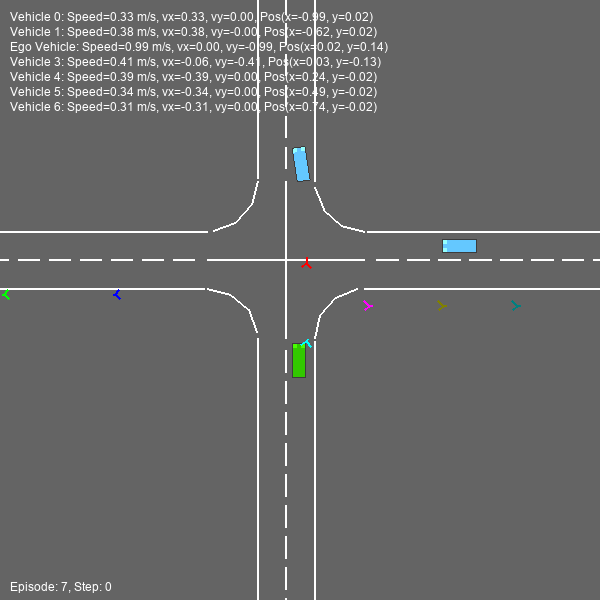 Vehicle 0: Speed=0.33 m/s, vx=0.33, vy=0.00, Pos(x=-0.99, y=0.02)
Vehicle 1: Speed=0.38 m/s, vx=0.38, vy=-0.00, Pos(x=-0.62, y=0.02)
Ego Vehicle: Speed=0.99 m/s, vx=0.00, vy=-0.99, Pos(x=0.02, y=0.14)
Vehicle 3: Speed=0.41 m/s, vx=-0.06, vy=-0.41, Pos(x=0.03, y=-0.13)
Vehicle 4: Speed=0.39 m/s, vx=-0.39, vy=0.00, Pos(x=0.24, y=-0.02)
Vehicle 5: Speed=0.34 m/s, vx=-0.34, vy=0.00, Pos(x=0.49, y=-0.02)
Vehicle 6: Speed=0.31 m/s, vx=-0.31, vy=0.00, Pos(x=0.74, y=-0.02)
Episode: 7, Step: 0